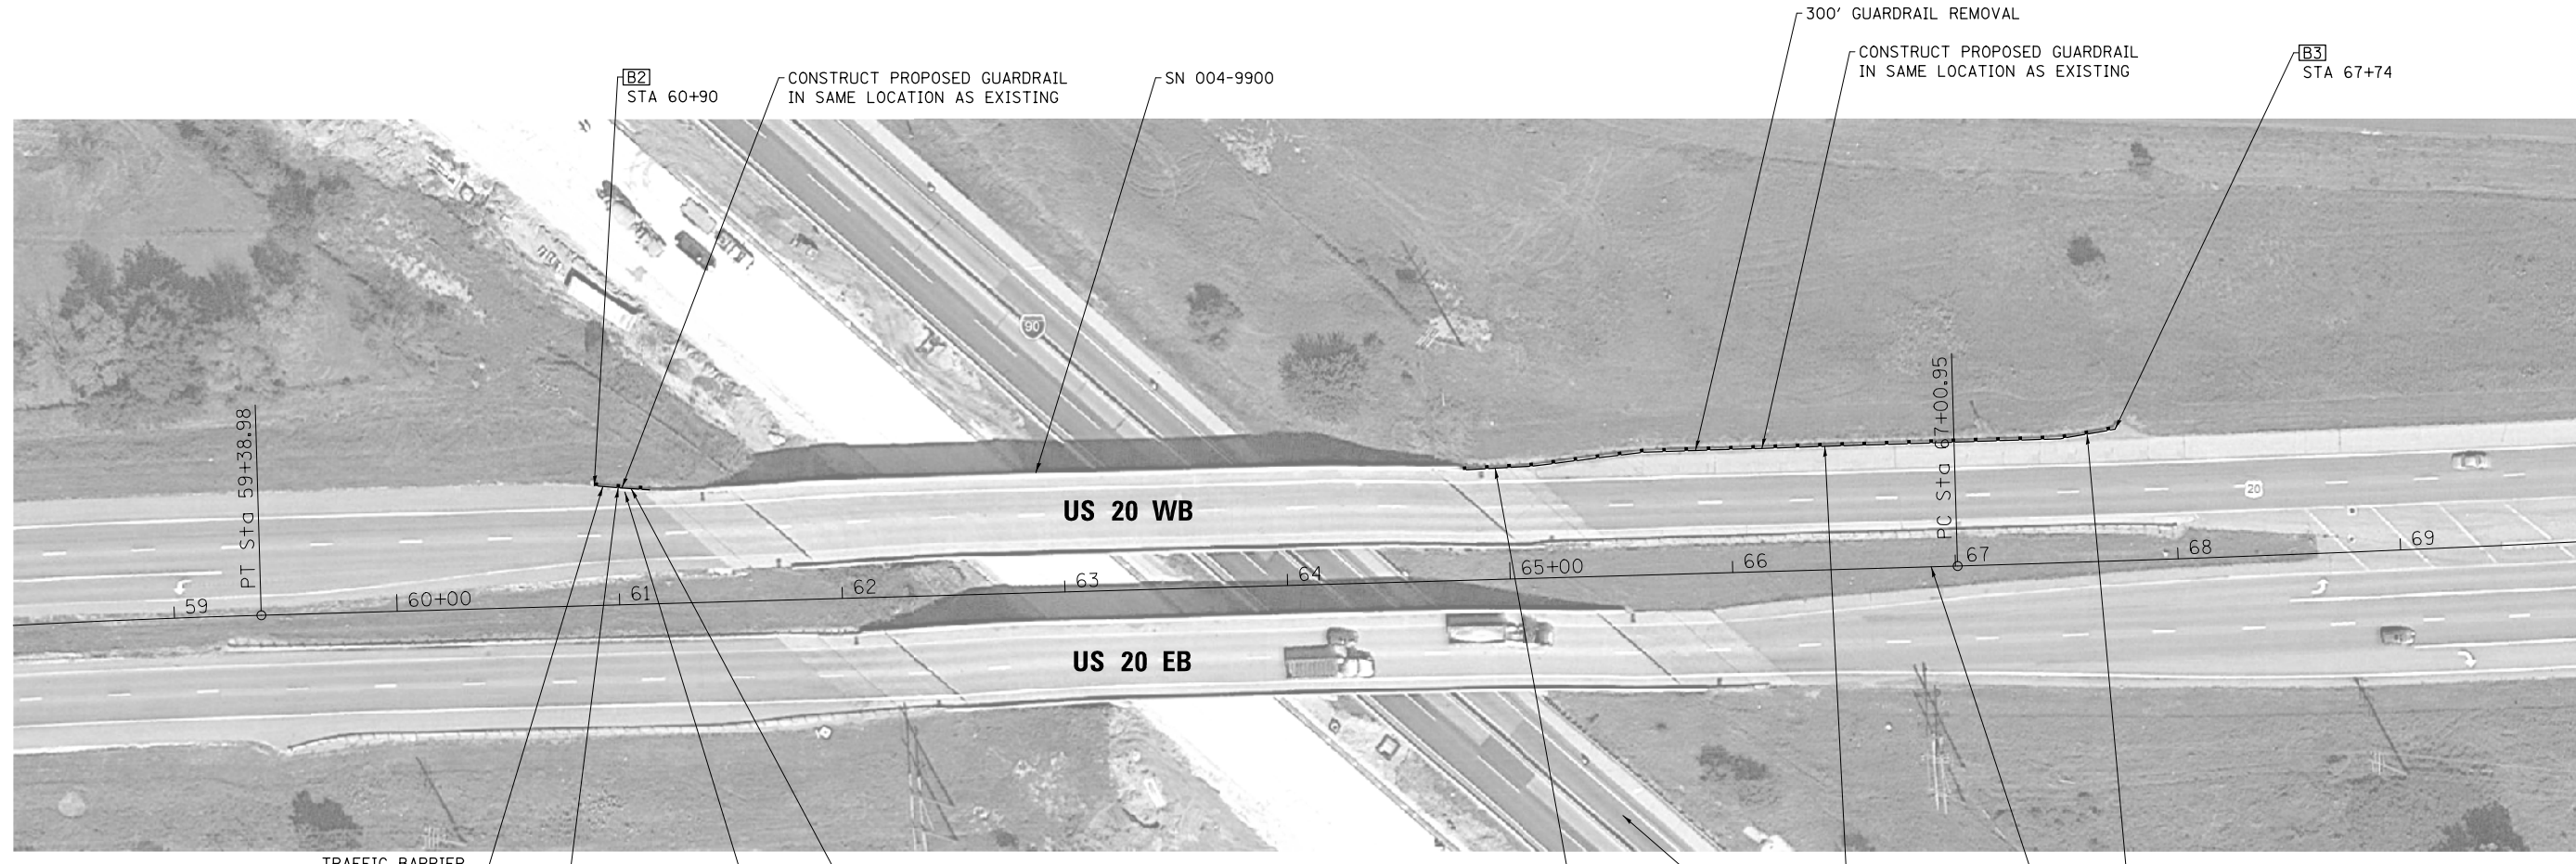 300' GUARDRAIL REMOVAL
CONSTRUCT PROPOSED GUARDRAIL
IN SAME LOCATION AS EXISTING
B3
STA 67+74
B2
STA 60+90
CONSTRUCT PROPOSED GUARDRAIL
IN SAME LOCATION AS EXISTING
SN 004-9900
90
PT Sta 59+38.98
PC Sta 67+00.95
US 20 WB
20
59
60+00
61
62
63
64
65+00
66
67
68
69
US 20 EB
TRAFFIC BARRIER